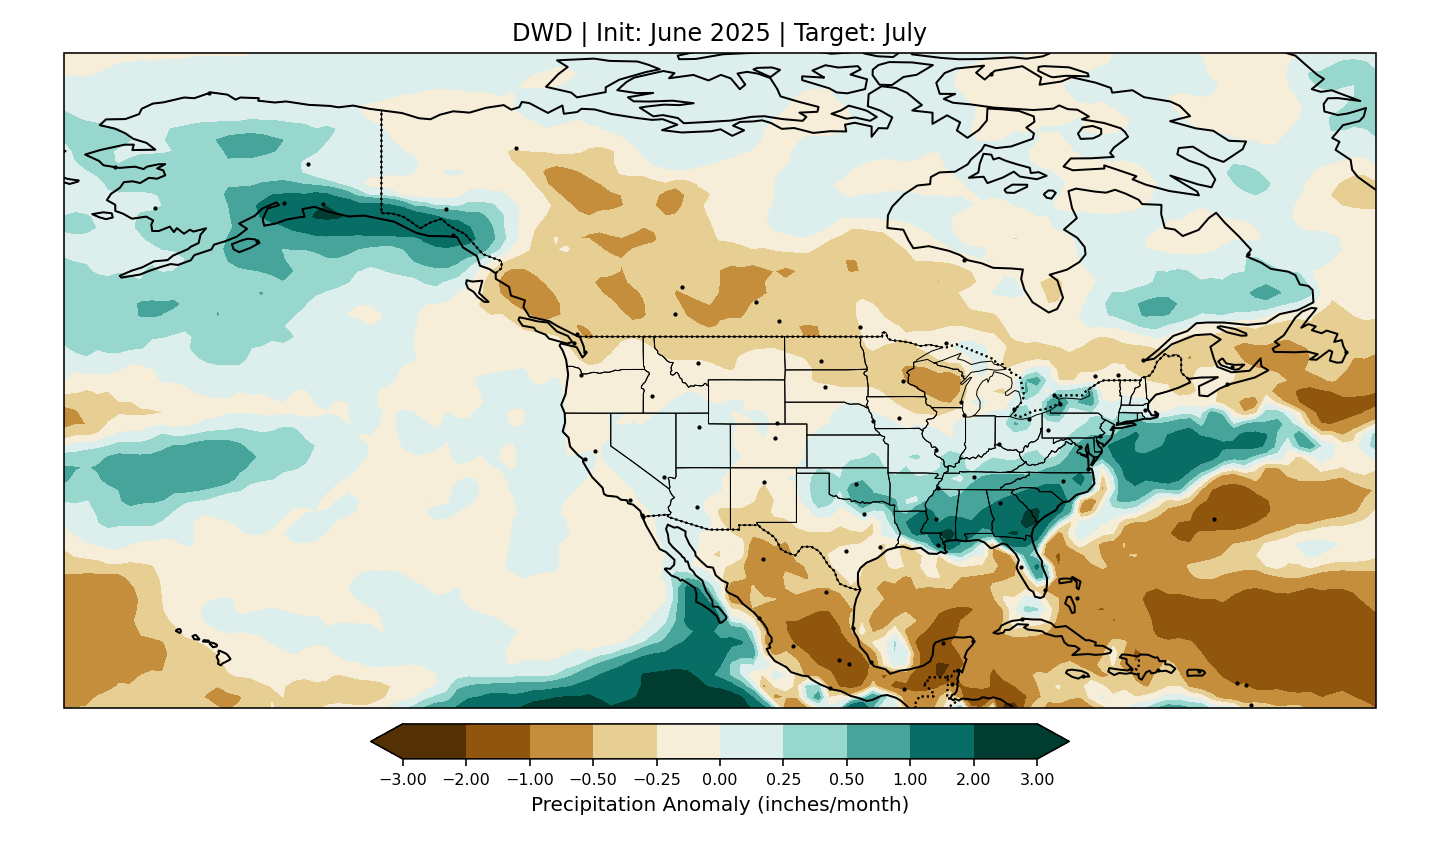 DWD | Init: June 2025 | Target: July
−3.00 −2.00 −1.00 −0.50 −0.25 0.00 0.25 0.50 1.00 2.00 3.00
Precipitation Anomaly (inches/month)